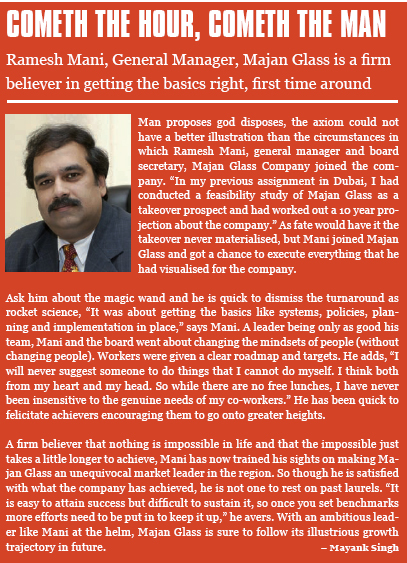 COMETH THE HOUR, COMETH THE MAN
Ramesh Mani, General Manager, Majan Glass is a firm
believer in getting the basics right, first time around
Man proposes god disposes, the axiom could not
have a better illustration than the circumstances in
which Ramesh Mani, general manager and board
secretary, Majan Glass Company joined the com-
pany. “In my previous assignment in Dubai, I had
conducted a feasibility study of Majan Glass as a
takeover prospect and had worked out a 10 year pro-
jection about the company.” As fate would have it the
takeover never materialised, but Mani joined Majan
Glass and got a chance to execute everything that he
had visualised for the company.
Ask him about the magic wand and he is quick to dismiss the turnaround as
rocket science, “It was about getting the basics like systems, policies, plan-
ning and implementation in place,” says Mani. A leader being only as good his
team, Mani and the board went about changing the mindsets of people (without
changing people). Workers were given a clear roadmap and targets. He adds, “I
will never suggest someone to do things that I cannot do myself. I think both
from my heart and my head. So while there are no free lunches, I have never
been insensitive to the genuine needs of my co-workers.” He has been quick to
felicitate achievers encouraging them to go onto greater heights.
A firm believer that nothing is impossible in life and that the impossible just
takes a little longer to achieve, Mani has now trained his sights on making Ma-
jan Glass an unequivocal market leader in the region. So though he is satisfied
with what the company has achieved, he is not one to rest on past laurels. “It
is easy to attain success but difficult to sustain it, so once you set benchmarks
more efforts need to be put in to keep it up,” he avers. With an ambitious lead-
er like Mani at the helm, Majan Glass is sure to follow its illustrious growth
trajectory in future. – Mayank Singh